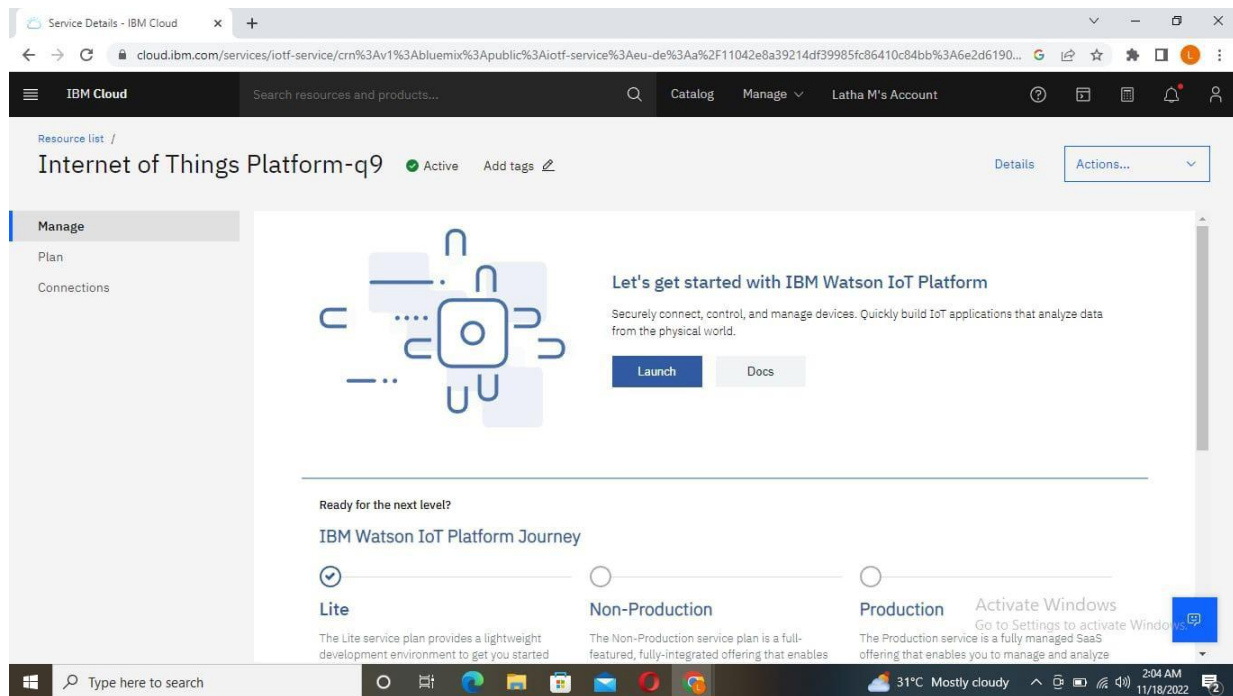 Service Details - IBM Cloud
cloud.ibm.com/services/iotf-service/crn%3Av1%3Abluemix%3Apublic%3Aiotf-service%3Aeu-de%3Aa%2F11042e8a39214df39985fc86410c84bb%3A6e2d6190...
IBM Cloud Search resources and products... Catalog Manage Latha M's Account
Resource list /
Internet of Things Platform-q9 Active Add tags Details Actions...
Manage
Plan
Connections
Let's get started with IBM Watson IoT Platform
Securely connect, control, and manage devices. Quickly build IoT applications that analyze data
from the physical world.
Launch Docs
Ready for the next level?
IBM Watson IoT Platform Journey
Lite
The Lite service plan provides a lightweight
development environment to get you started
Non-Production
The Non-Production service plan is a full-
featured, fully-integrated offering that enables
Production
The Production service is a fully managed SaaS
offering that enables you to manage and analyze
Activate Windows
Go to Settings to activate Windows.
Type here to search
31°C Mostly cloudy
2:04 AM
11/18/2022